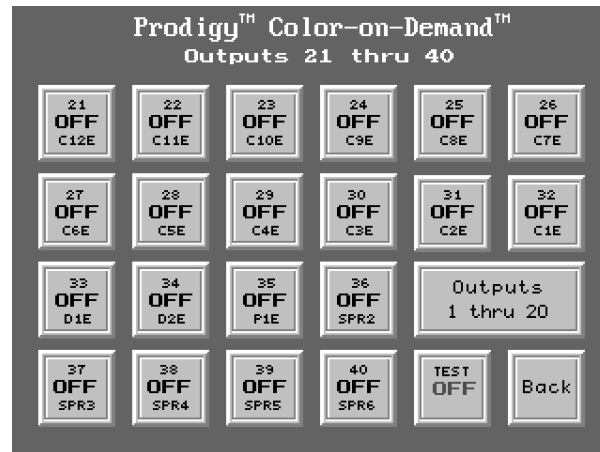 Prodigy™ Color-on-Demand™
Outputs 21 thru 40
21 22 23 24 25 26
OFF OFF OFF OFF OFF OFF
C12E C11E C10E C9E C8E C7E
27 28 29 30 31 32
OFF OFF OFF OFF OFF OFF
C6E C5E C4E C3E C2E C1E
33 34 35 36 Outputs
OFF OFF OFF OFF 1 thru 20
D1E D2E P1E SPR2
37 38 39 40 TEST
OFF OFF OFF OFF OFF Back
SPR3 SPR4 SPR5 SPR6